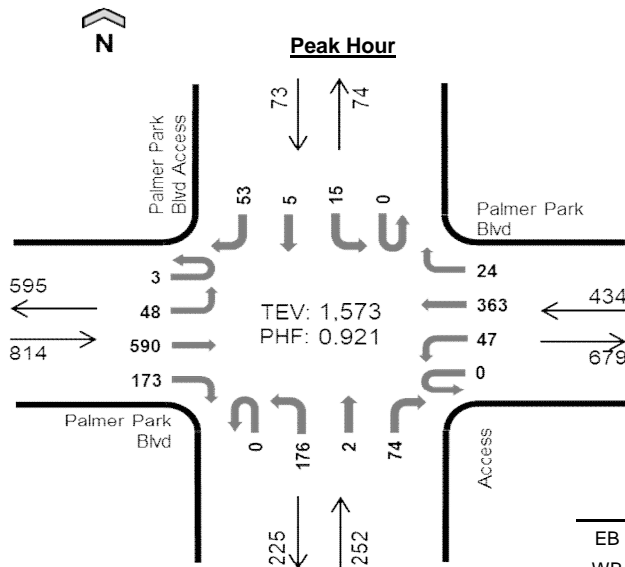 N
Peak Hour
73
74
Palmer Park
Blvd Access
53
5
15
0
Palmer Park
Blvd
3
24
595
48
TEV: 1,573
363
434
814
590
PHF: 0.921
47
679
173
0
Palmer Park
Blvd
0
176
2
74
Access
225
252
EB
WB